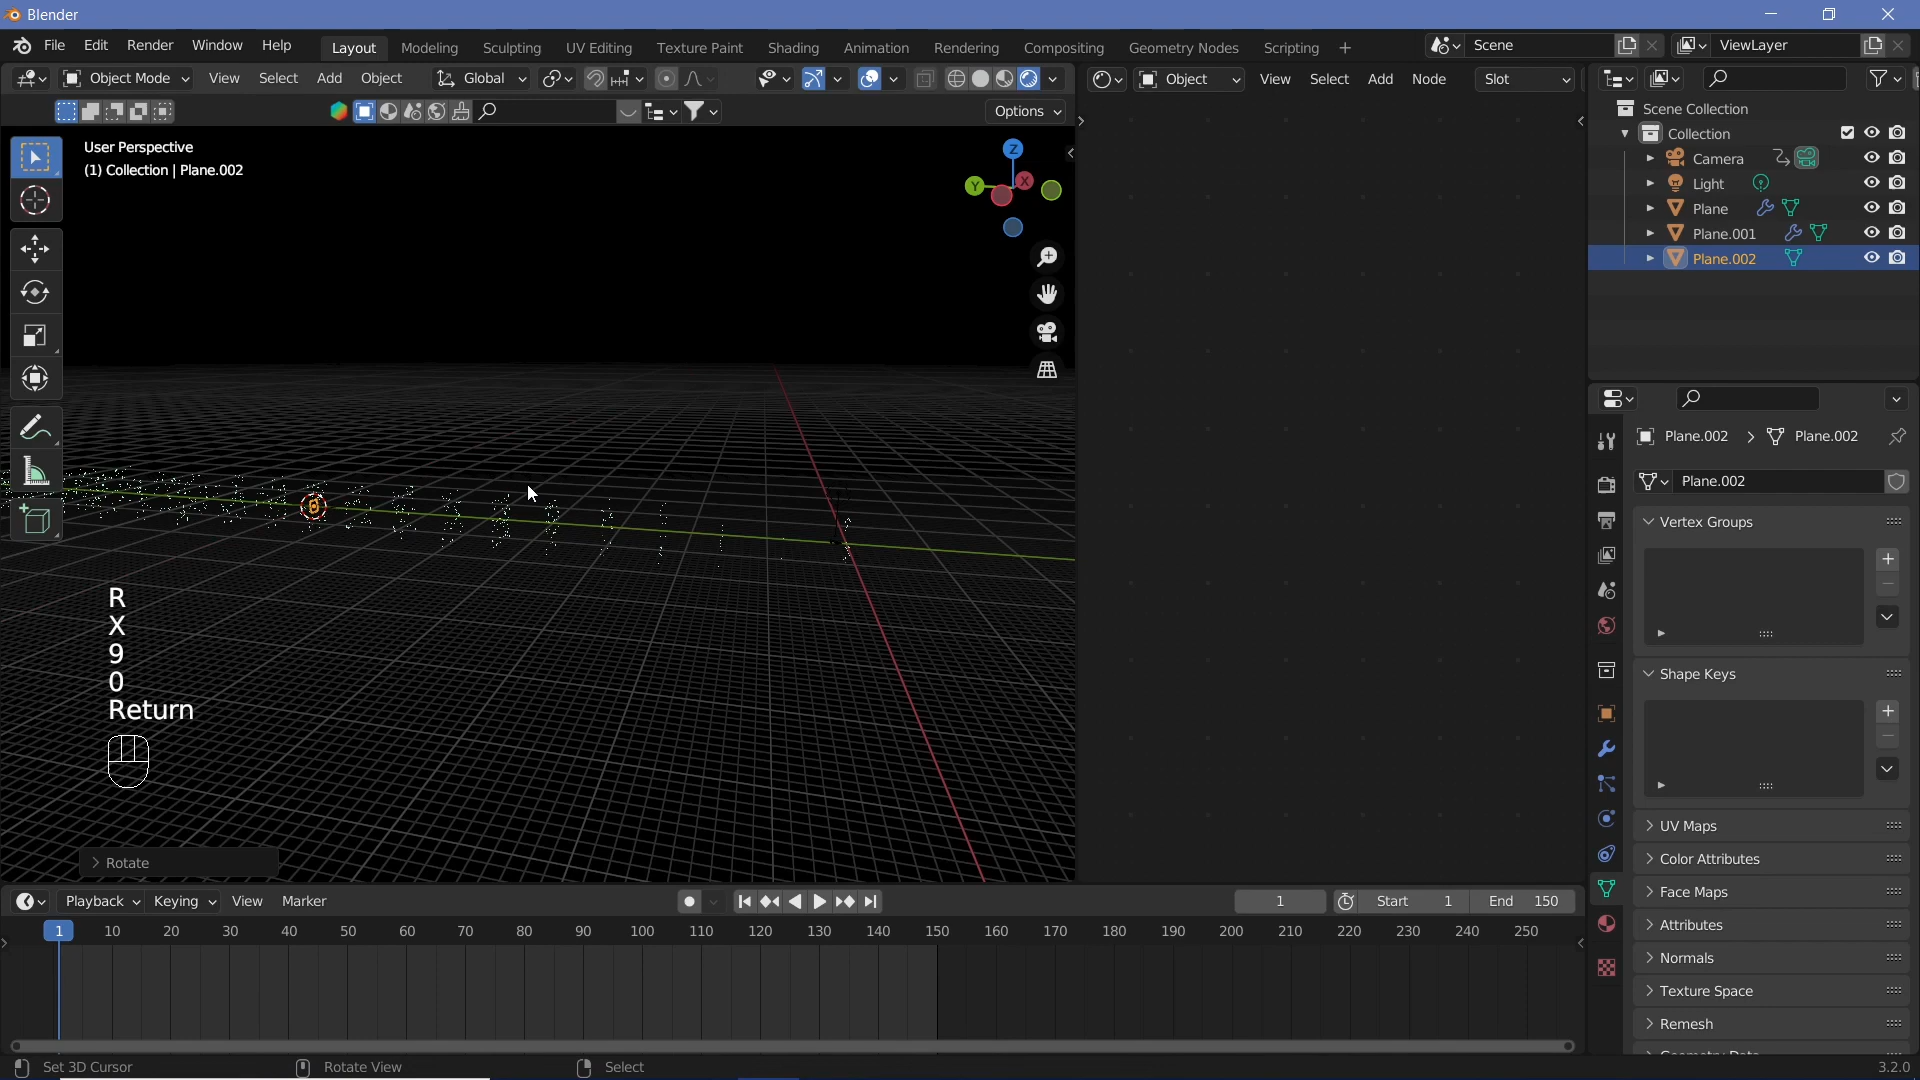 Blender
File Edit Render Window Help Layout Modeling Sculpting UV Editing Texture Paint Shading Animation Rendering Compositing Geometry Nodes Scripting + Scene ViewLayer
Object Mode View Select Add Object Global Object View Select Add Node Slot
Options
User Perspective
(1) Collection | Plane.002
Z
Y X
R
X
9
0
Return
Rotate
Scene Collection
Collection
Camera
Light
Plane
Plane.001
Plane.002
Plane.002 > Plane.002
Plane.002
Vertex Groups
Shape Keys
UV Maps
Color Attributes
Face Maps
Attributes
Normals
Texture Space
Remesh
Geometry Data
Playback Keying View Marker 1 Start 1 End 150
1 10 20 30 40 50 60 70 80 90 100 110 120 130 140 150 160 170 180 190 200 210 220 230 240 250
Set 3D Cursor Rotate View Select 3.2.0